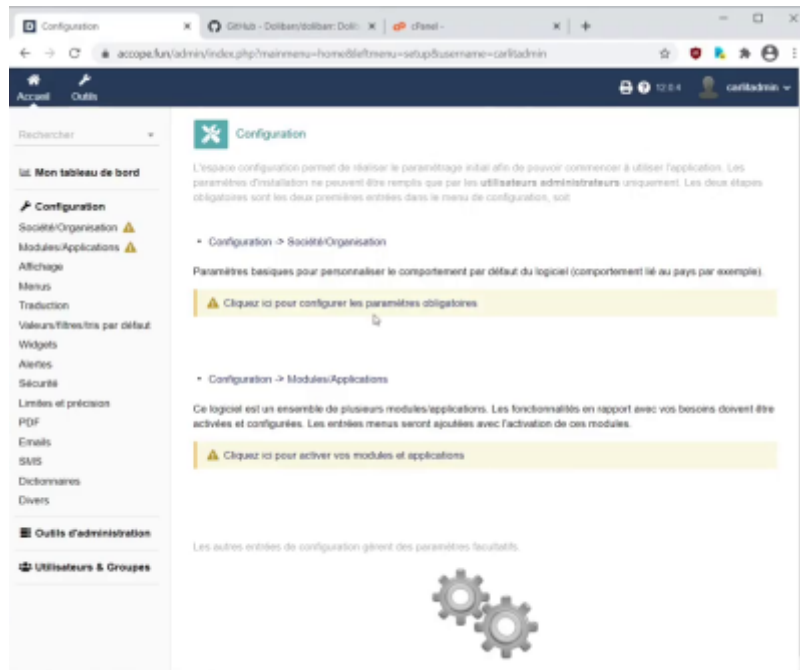 Configuration
GitHub - Dolibarr/dolibarr: Dolib
cPanel -
accope.fun/admin/index.php?mainmenu=home&leftmenu=setup&username=carlitadmin
Accueil
Outils
12.0.4
carlitadmin
Rechercher
Mon tableau de bord
Configuration
Société/Organisation
Modules/Applications
Affichage
Menus
Traduction
Valeurs/filtres/tris par défaut
Widgets
Alertes
Sécurité
Limites et précision
PDF
Emails
SMS
Dictionnaires
Divers
Outils d'administration
Utilisateurs & Groupes
Configuration
L'espace configuration permet de réaliser le paramétrage initial afin de pouvoir commencer à utiliser l'application. Les
paramètres d'installation ne peuvent être remplis que par les utilisateurs administrateurs uniquement. Les deux étapes
obligatoires sont les deux premières entrées dans le menu de configuration, soit
• Configuration -> Société/Organisation
Paramètres basiques pour personnaliser le comportement par défaut du logiciel (comportement lié au pays par exemple).
Cliquez ici pour configurer les paramètres obligatoires
• Configuration -> Modules/Applications
Ce logiciel est un ensemble de plusieurs modules/applications. Les fonctionnalités en rapport avec vos besoins doivent être
activées et configurées. Les entrées menus seront ajoutées avec l'activation de ces modules.
Cliquez ici pour activer vos modules et applications
Les autres entrées de configuration gèrent des paramètres facultatifs.